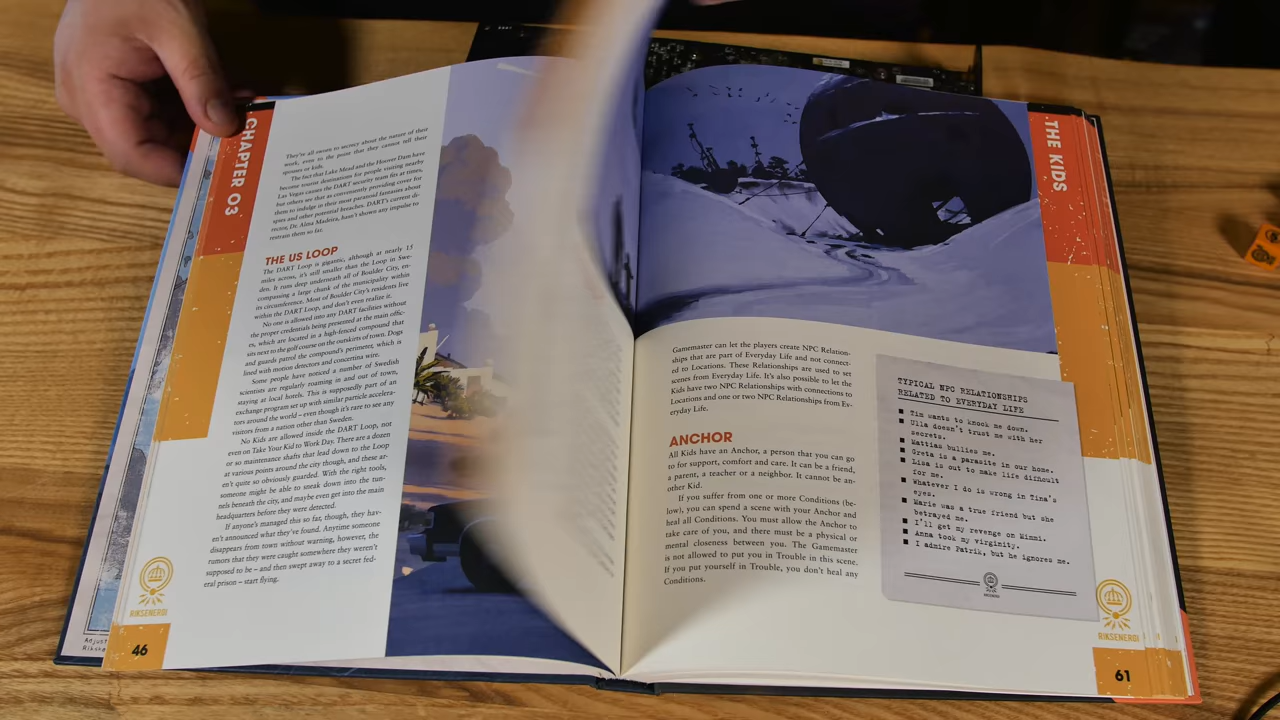 CHAPTER 03
They're all sworn to secrecy about the nature of their
work, even to the point that they cannot tell their
spouses or kids.
The fact that Lake Mead and the Hoover Dam have
become tourist destinations for people visiting nearby
Las Vegas causes the DART security team fits at times,
but others see that as conveniently providing cover for
them to indulge in their most paranoid fantasies about
spies and other potential breaches. DART's current di-
rector, Dr. Alma Madeira, hasn't shown any impulse to
restrain them so far.
THE US LOOP
The DART Loop is gigantic, although at nearly 15
miles across, it's still smaller than the Loop in Swe-
den. It runs deep underneath all of Boulder City, en-
compassing a large chunk of the municipality within
its circumference. Most of Boulder City's residents live
within the DART Loop, and don't even realize it.
No one is allowed into any DART facilities without
the proper credentials being presented at the main offic-
es, which are located in a high-fenced compound that
sits next to the golf course on the outskirts of town. Dogs
and guards patrol the compound's perimeter, which is
lined with motion detectors and concertina wire.
Some people have noticed a number of Swedish
scientists are regularly roaming in and out of town,
staying at local hotels. This is supposedly part of an
exchange program set up with similar particle accelera-
tors around the world – even though it's rare to see any
visitors from a nation other than Sweden.
No Kids are allowed inside the DART Loop, not
even on Take Your Kid to Work Day. There are a dozen
or so maintenance shafts that lead down to the Loop
at various points around the city though, and these ar-
en't quite so obviously guarded. With the right tools,
someone might be able to sneak down into the tun-
nels beneath the city, and maybe even get into the main
headquarters before they were detected.
If anyone's managed this so far, though, they hav-
en't announced what they've found. Anytime someone
disappears from town without warning, however, the
rumors that they were caught somewhere they weren't
supposed to be – and then swept away to a secret fed-
eral prison – start flying.
RIKSENERGI
46
THE KIDS
Gamemaster can let the players create NPC Relation-
ships that are part of Everyday Life and not connect-
ed to Locations. These Relationships are used to set
scenes from Everyday Life. It's also possible to let the
Kids have two NPC Relationships with connections to
Locations and one or two NPC Relationships from Ev-
eryday Life.
ANCHOR
All Kids have an Anchor, a person that you can go
to for support, comfort and care. It can be a friend,
a parent, a teacher or a neighbor. It cannot be an-
other Kid.
If you suffer from one or more Conditions (be-
low), you can spend a scene with your Anchor and
heal all Conditions. You must allow the Anchor to
take care of you, and there must be a physical or
mental closeness between you. The Gamemaster
is not allowed to put you in Trouble in this scene.
If you put yourself in Trouble, you don't heal any
Conditions.
TYPICAL NPC RELATIONSHIPS
RELATED TO EVERYDAY LIFE
■ Tim wants to knock me down.
■ Ulla doesn't trust me with her
secrets.
■ Mattias bullies me.
■ Greta is a parasite in our home.
■ Lisa is out to make life difficult
for me.
■ Whatever I do is wrong in Tina's
eyes.
■ Marie was a true friend but she
betrayed me.
■ I'll get my revenge on Mimmi.
■ Anna took my virginity.
■ I admire Patrik, but he ignores me.
RIKSENERGI
61